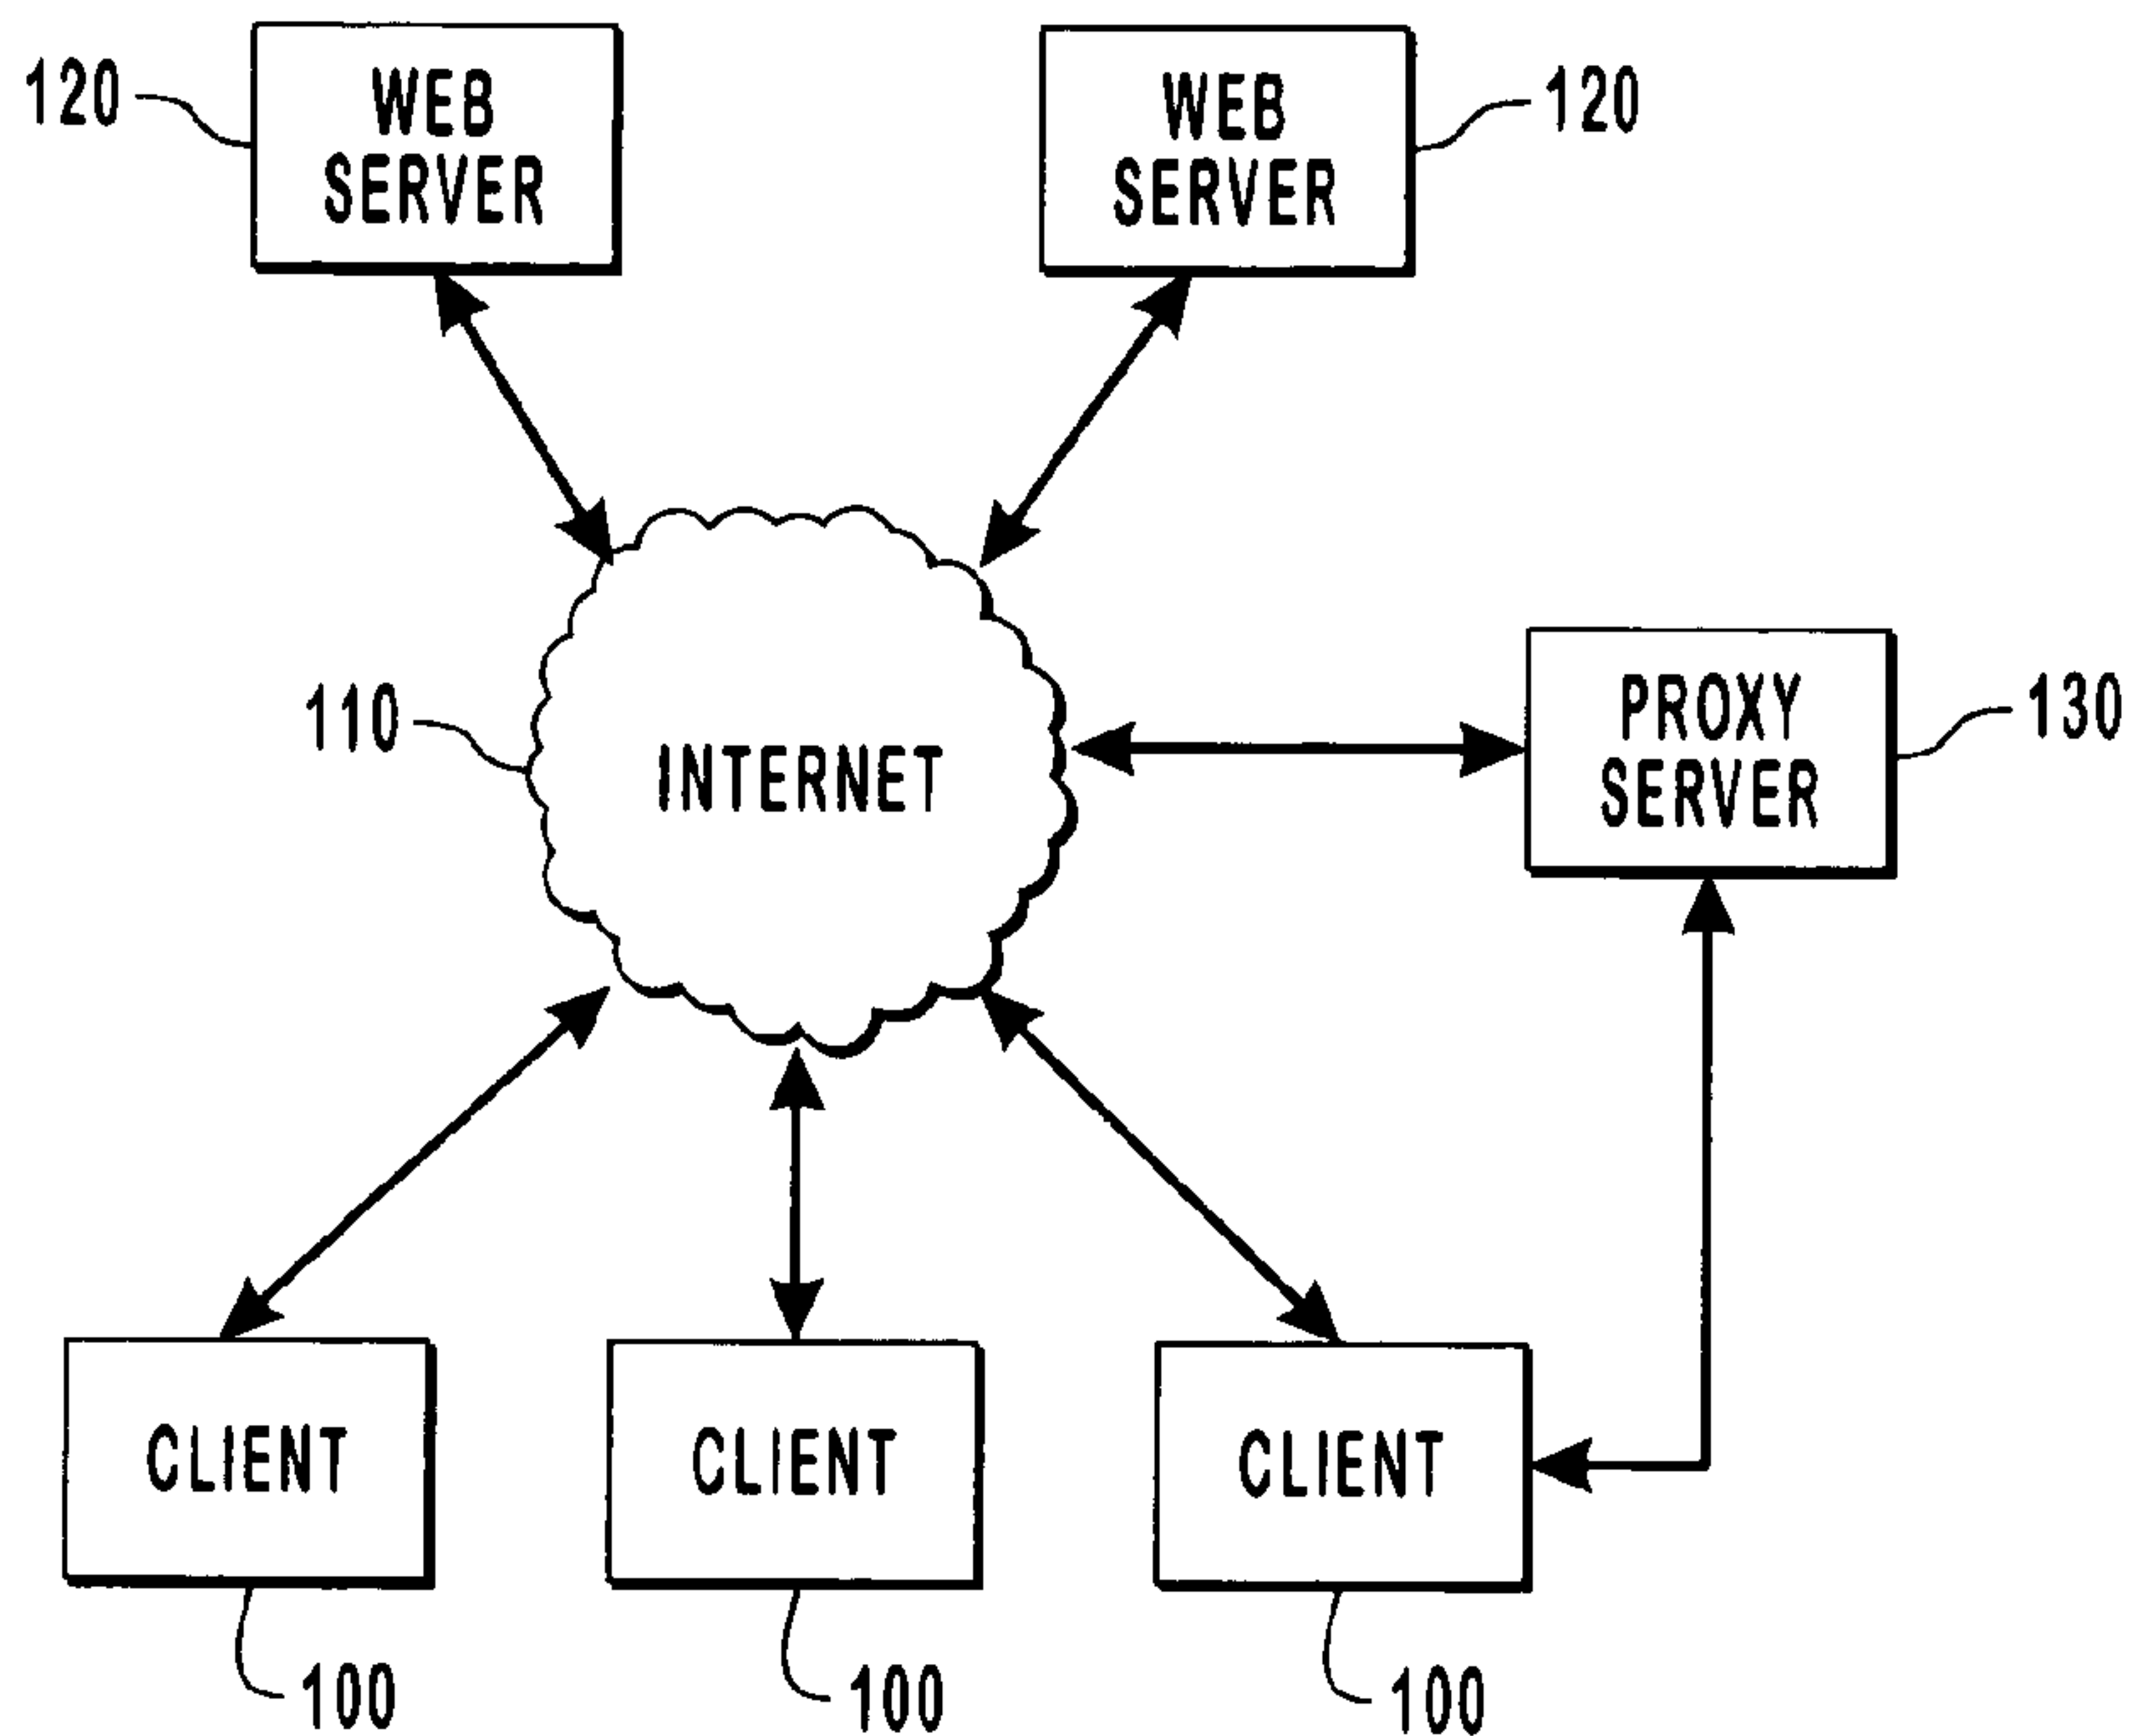 120
WEB
SERVER
WEB
SERVER
120
110
INTERNET
PROXY
SERVER
130
CLIENT
CLIENT
CLIENT
100
100
100